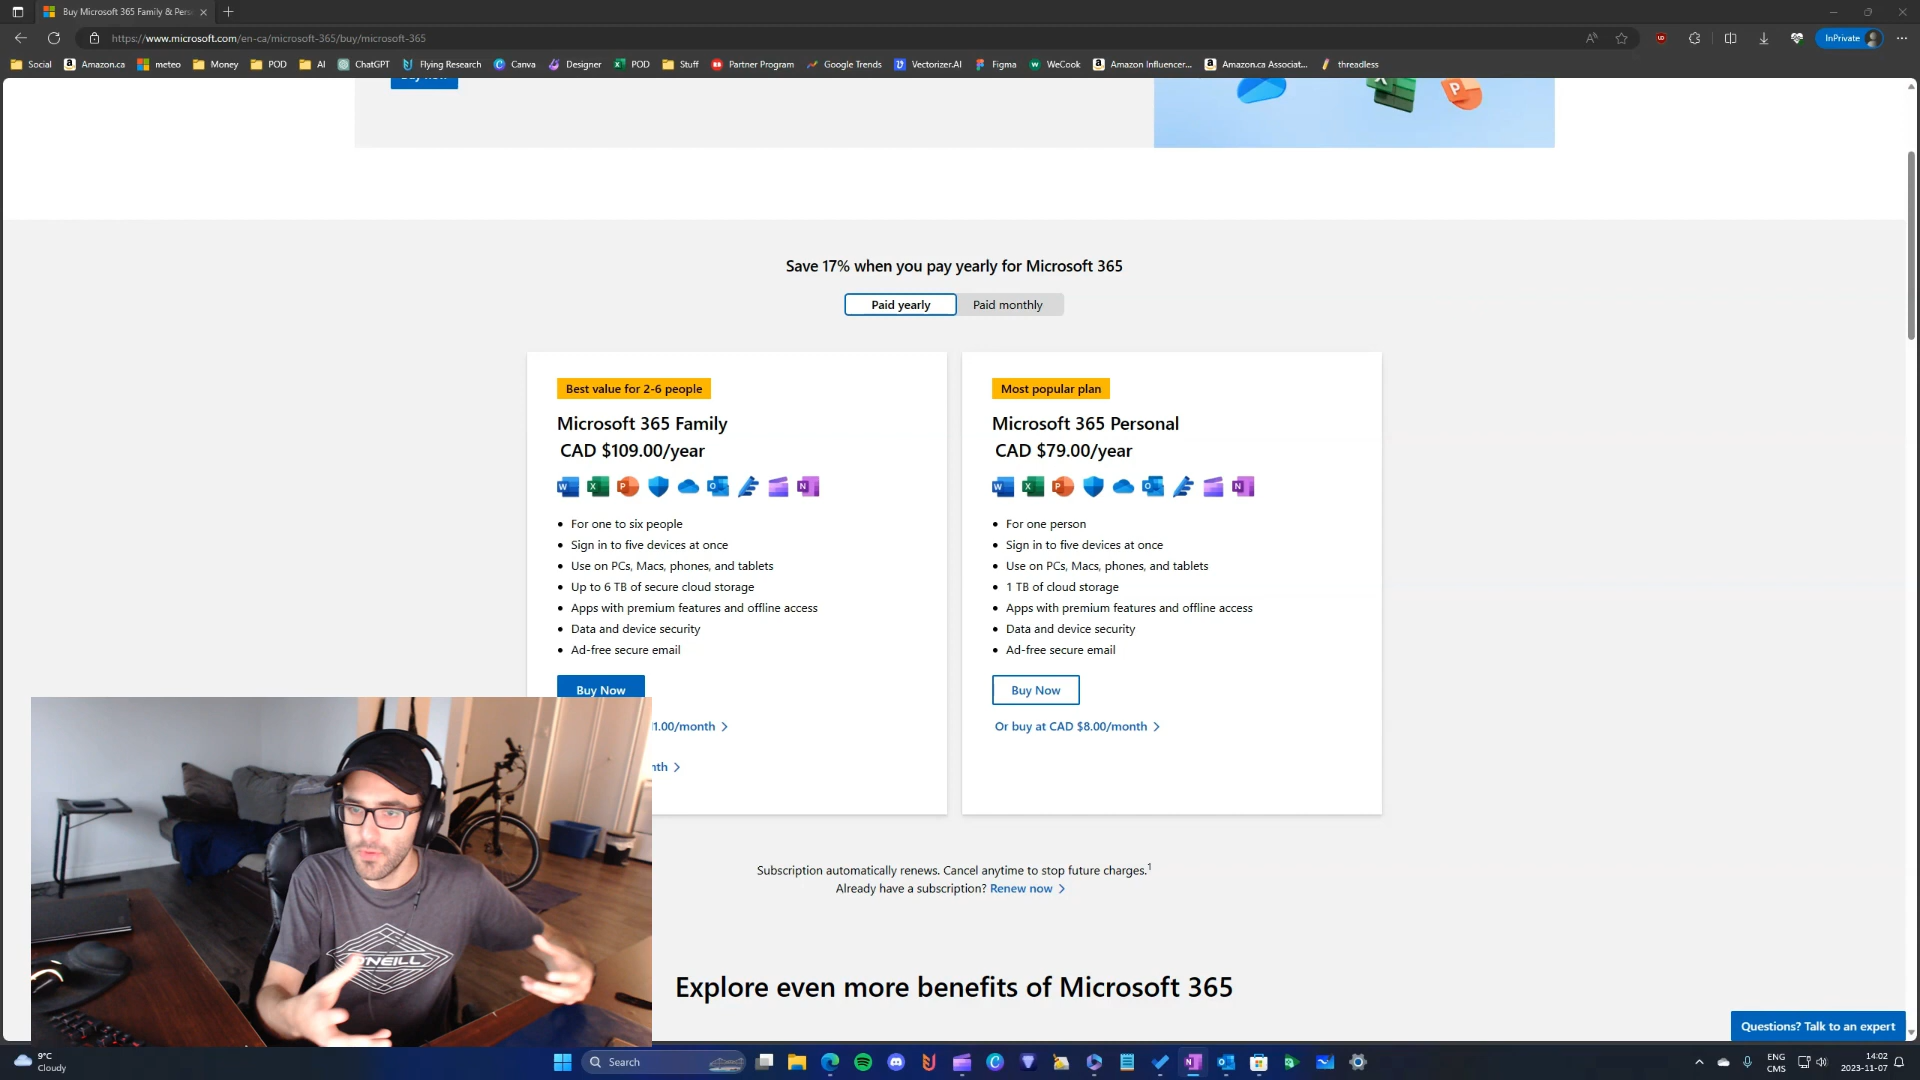 Buy Microsoft 365 Family & Pers
https://www.microsoft.com/en-ca/microsoft-365/buy/microsoft-365
InPrivate
Social
Amazon.ca
meteo
Money
POD
AI
ChatGPT
Flying Research
Canva
Designer
POD
Stuff
Partner Program
Google Trends
Vectorizer.AI
Figma
WeCook
Amazon Influencer...
Amazon.ca Associat...
threadless
Save 17% when you pay yearly for Microsoft 365
Paid yearly
Paid monthly
Best value for 2-6 people
Microsoft 365 Family
CAD $109.00/year
For one to six people
Sign in to five devices at once
Use on PCs, Macs, phones, and tablets
Up to 6 TB of secure cloud storage
Apps with premium features and offline access
Data and device security
Ad-free secure email
Buy Now
1.00/month
nth
Most popular plan
Microsoft 365 Personal
CAD $79.00/year
For one person
Sign in to five devices at once
Use on PCs, Macs, phones, and tablets
1 TB of cloud storage
Apps with premium features and offline access
Data and device security
Ad-free secure email
Buy Now
Or buy at CAD $8.00/month
Subscription automatically renews. Cancel anytime to stop future charges.1
Already have a subscription? Renew now
O'NEILL
Explore even more benefits of Microsoft 365
Questions? Talk to an expert
9°C
Cloudy
Search
ENG
CMS
14:02
2023-11-07